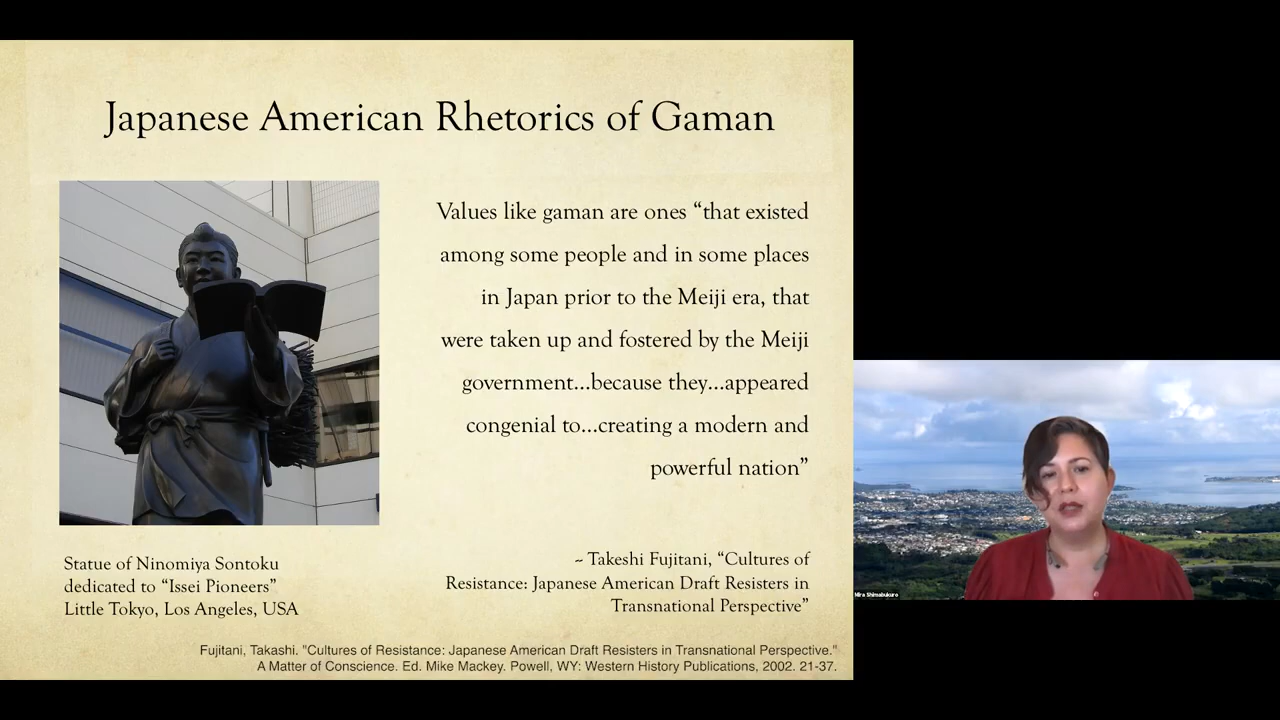 Japanese American Rhetorics of Gaman
Values like gaman are ones “that existed
among some people and in some places
in Japan prior to the Meiji era, that
were taken up and fostered by the Meiji
government...because they...appeared
congenial to...creating a modern and
powerful nation”
Statue of Ninomiya Sontoku
dedicated to “Issei Pioneers”
Little Tokyo, Los Angeles, USA
~ Takeshi Fujitani, “Cultures of
Resistance: Japanese American Draft Resisters in
Transnational Perspective”
Fujitani, Takashi. "Cultures of Resistance: Japanese American Draft Resisters in Transnational Perspective."
A Matter of Conscience. Ed. Mike Mackey. Powell, WY: Western History Publications, 2002. 21-37.
Mira Shimabukuro